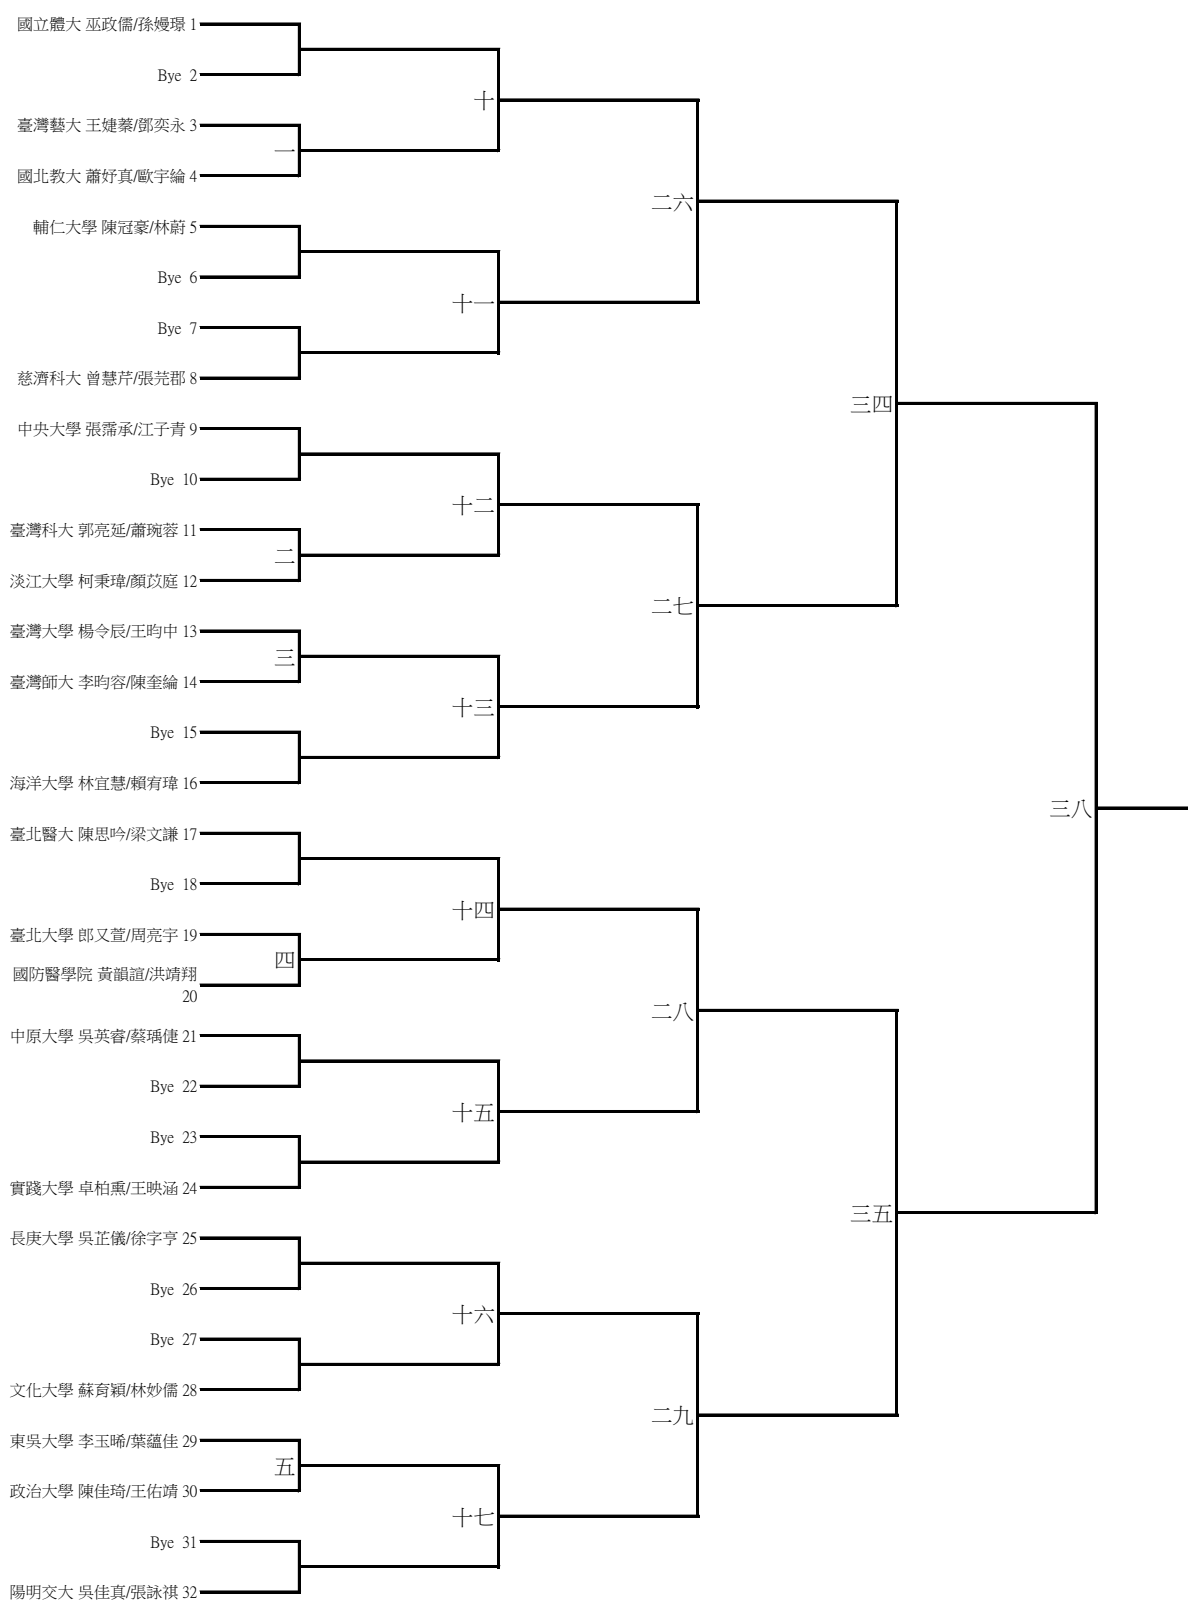 國立體大 巫政儒/孫嫚璟 1
Bye 2
十
臺灣藝大 王婕蓁/鄧奕永 3
一
國北教大 蕭妤真/歐宇綸 4
二六
輔仁大學 陳冠豪/林蔚 5
Bye 6
十一
Bye 7
慈濟科大 曾慧芹/張芫郡 8
三四
中央大學 張霈承/江子青 9
Bye 10
十二
臺灣科大 郭亮延/蕭琬蓉 11
二
淡江大學 柯秉瑋/顏苡庭 12
二七
臺灣大學 楊令辰/王昀中 13
三
臺灣師大 李昀容/陳奎綸 14
十三
Bye 15
海洋大學 林宜慧/賴宥瑋 16
三八
臺北醫大 陳思吟/梁文謙 17
Bye 18
十四
臺北大學 郎又萱/周亮宇 19
四
國防醫學院 黃韻諠/洪靖翔
20
二八
中原大學 吳英睿/蔡瑀倢 21
Bye 22
十五
Bye 23
實踐大學 卓柏熏/王映涵 24
三五
長庚大學 吳芷儀/徐字亨 25
Bye 26
十六
Bye 27
文化大學 蘇育穎/林妙儒 28
二九
東吳大學 李玉晞/葉蘊佳 29
五
政治大學 陳佳琦/王佑靖 30
十七
Bye 31
陽明交大 吳佳真/張詠祺 32